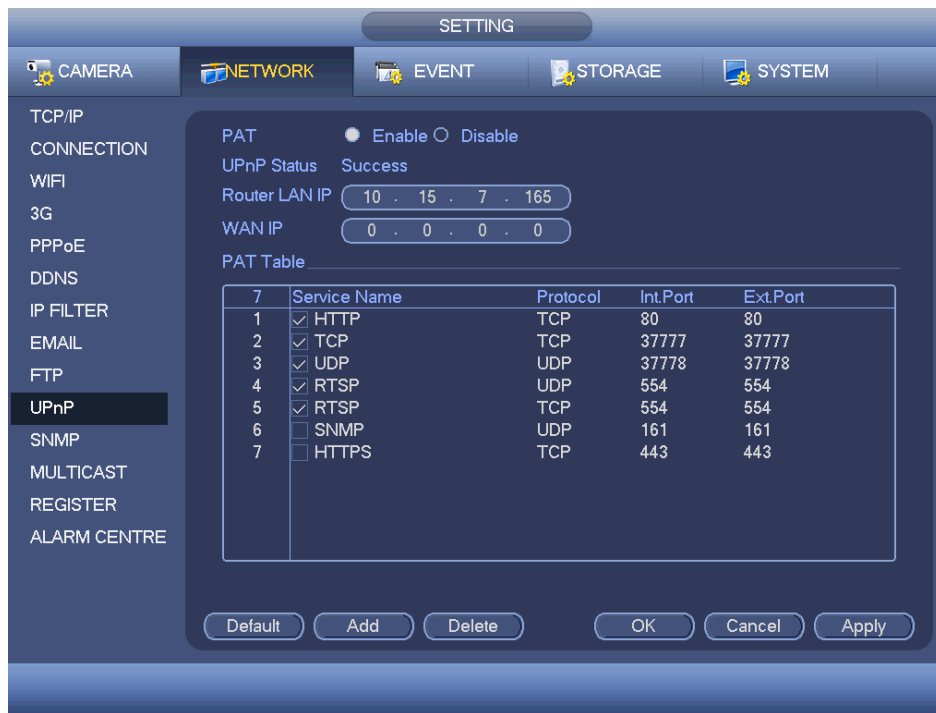 SETTING
CAMERA NETWORK EVENT STORAGE SYSTEM
TCP/IP
CONNECTION
WIFI
3G
PPPoE
DDNS
IP FILTER
EMAIL
FTP
UPnP
SNMP
MULTICAST
REGISTER
ALARM CENTRE
PAT Enable Disable
UPnP Status Success
Router LAN IP 10 . 15 . 7 . 165
WAN IP 0 . 0 . 0 . 0
PAT Table
7 Service Name Protocol Int.Port Ext.Port
1 HTTP TCP 80 80
2 TCP TCP 37777 37777
3 UDP UDP 37778 37778
4 RTSP UDP 554 554
5 RTSP TCP 554 554
6 SNMP UDP 161 161
7 HTTPS TCP 443 443
Default Add Delete OK Cancel Apply